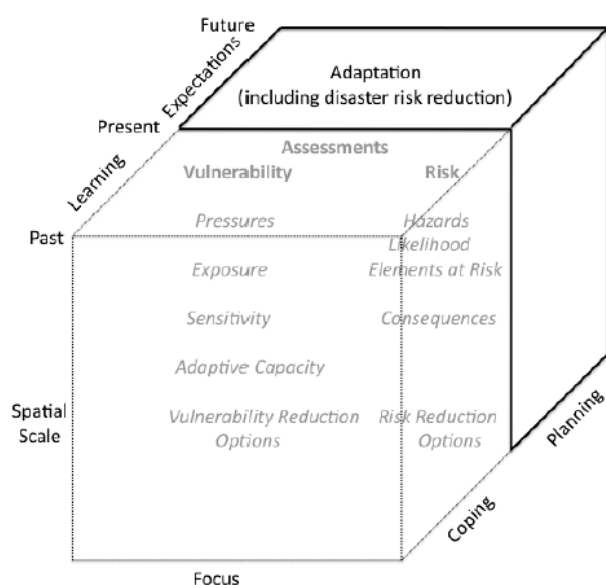 Future
Expectations
Adaptation
(including disaster risk reduction)
Present
Learning
Assessments
Vulnerability
Risk
Past
Pressures
Hazards
Likelihood
Exposure
Elements at Risk
Sensitivity
Consequences
Adaptive Capacity
Spatial
Scale
Vulnerability Reduction
Options
Risk Reduction
Options
Planning
Coping
Focus